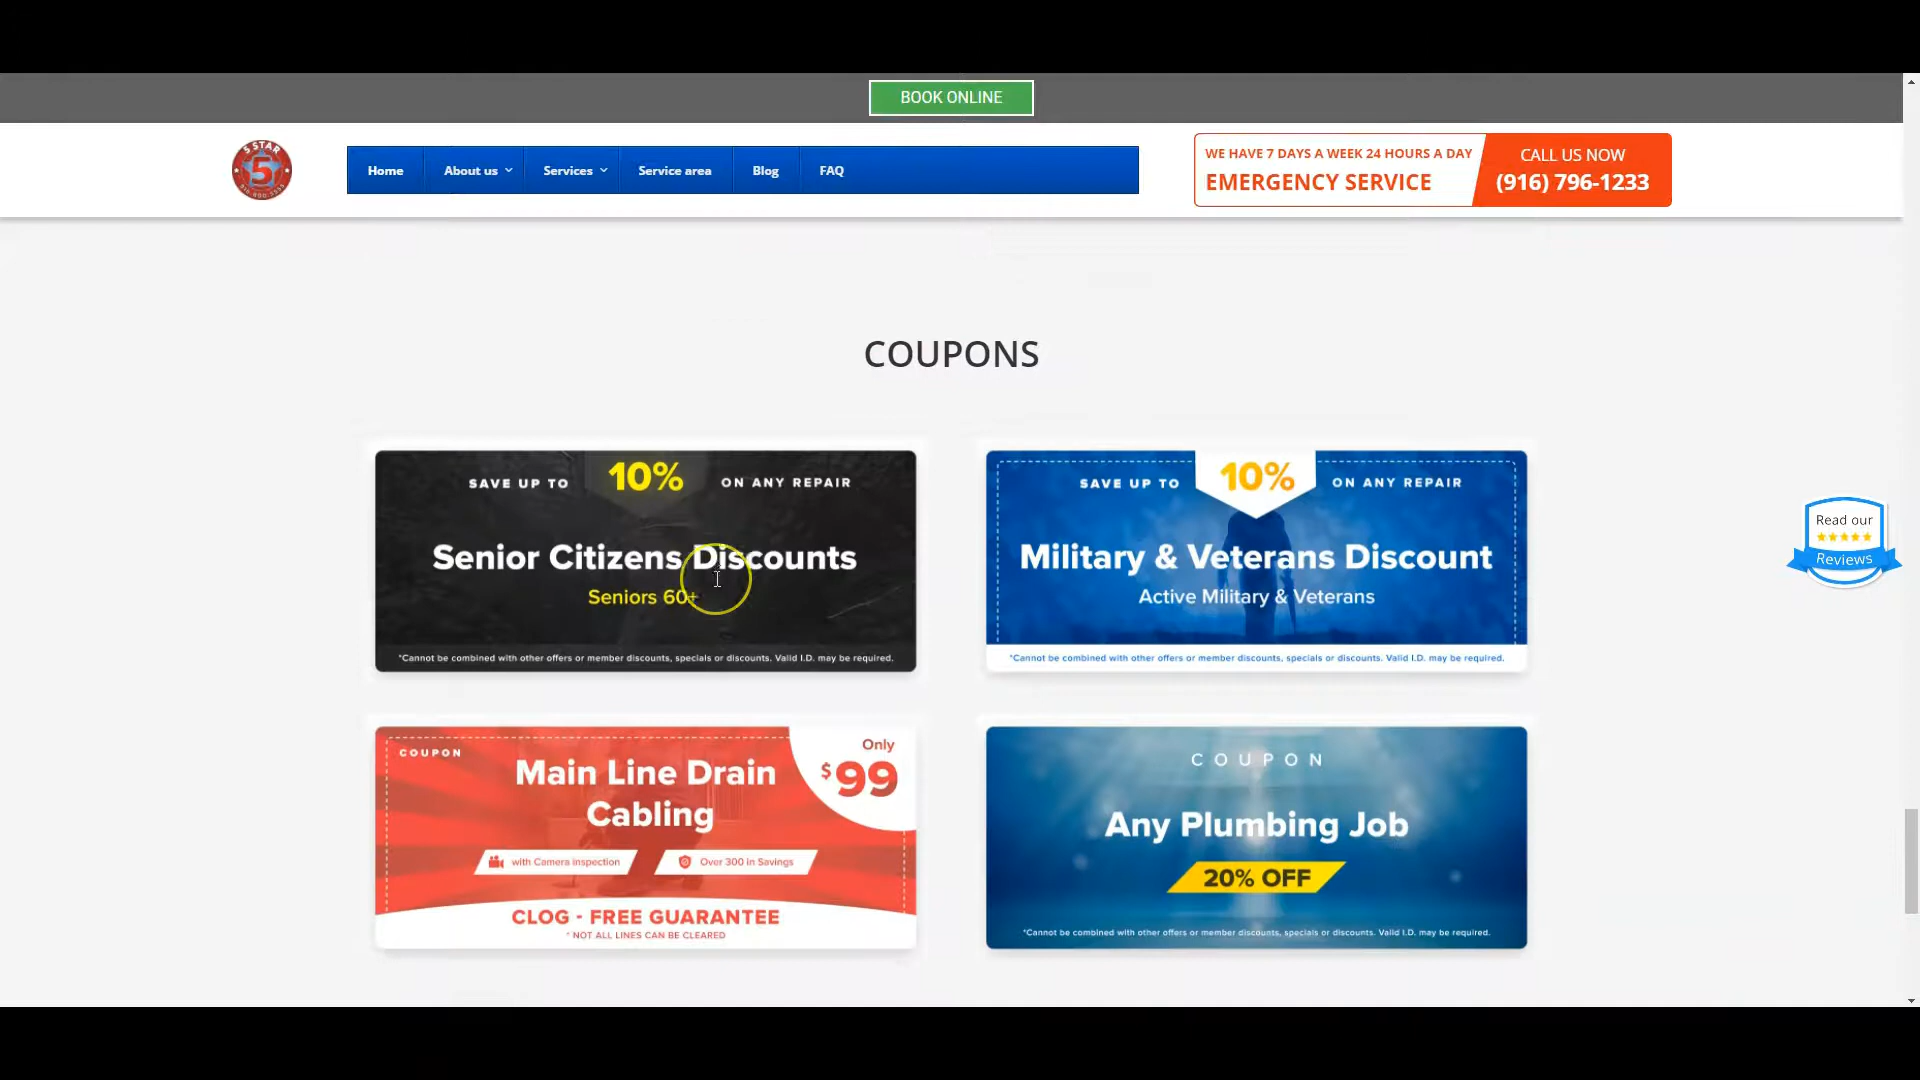 BOOK ONLINE
5 STAR
5
Home
About us
Services
Service area
Blog
FAQ
WE HAVE 7 DAYS A WEEK 24 HOURS A DAY
EMERGENCY SERVICE
CALL US NOW
(916) 796-1233
COUPONS
SAVE UP TO 10% ON ANY REPAIR
Senior Citizens Discounts
Seniors 60+
*Cannot be combined with other offers or member discounts, specials or discounts. Valid I.D. may be required.
SAVE UP TO 10% ON ANY REPAIR
Military & Veterans Discount
Active Military & Veterans
*Cannot be combined with other offers or member discounts, specials or discounts. Valid I.D. may be required.
Read our
Reviews
COUPON
Main Line Drain
Cabling
Only
$99
with Camera inspection
Over 300 in Savings
CLOG - FREE GUARANTEE
* NOT ALL LINES CAN BE CLEARED
COUPON
Any Plumbing Job
20% OFF
*Cannot be combined with other offers or member discounts, specials or discounts. Valid I.D. may be required.